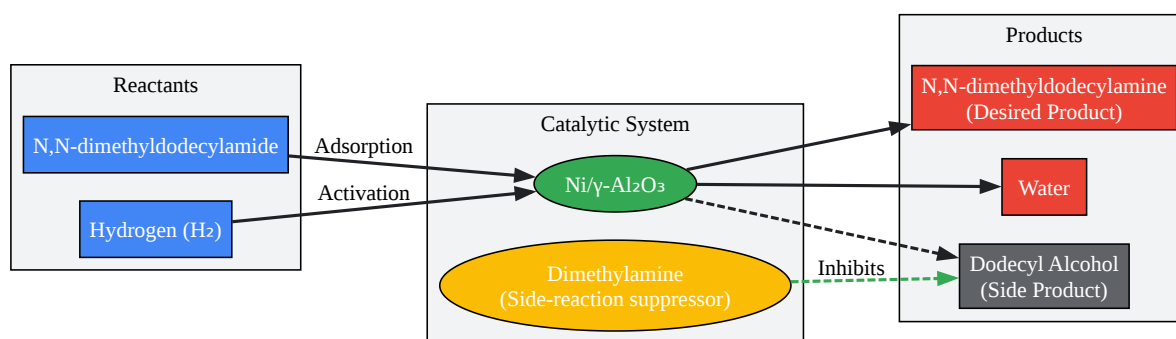 Reactants
N,N-dimethyldodecylamide
Hydrogen (H₂)
Adsorption
Activation
Catalytic System
Ni/γ-Al₂O₃
Dimethylamine
(Side-reaction suppressor)
Inhibits
Products
N,N-dimethyldodecylamine
(Desired Product)
Water
Dodecyl Alcohol
(Side Product)